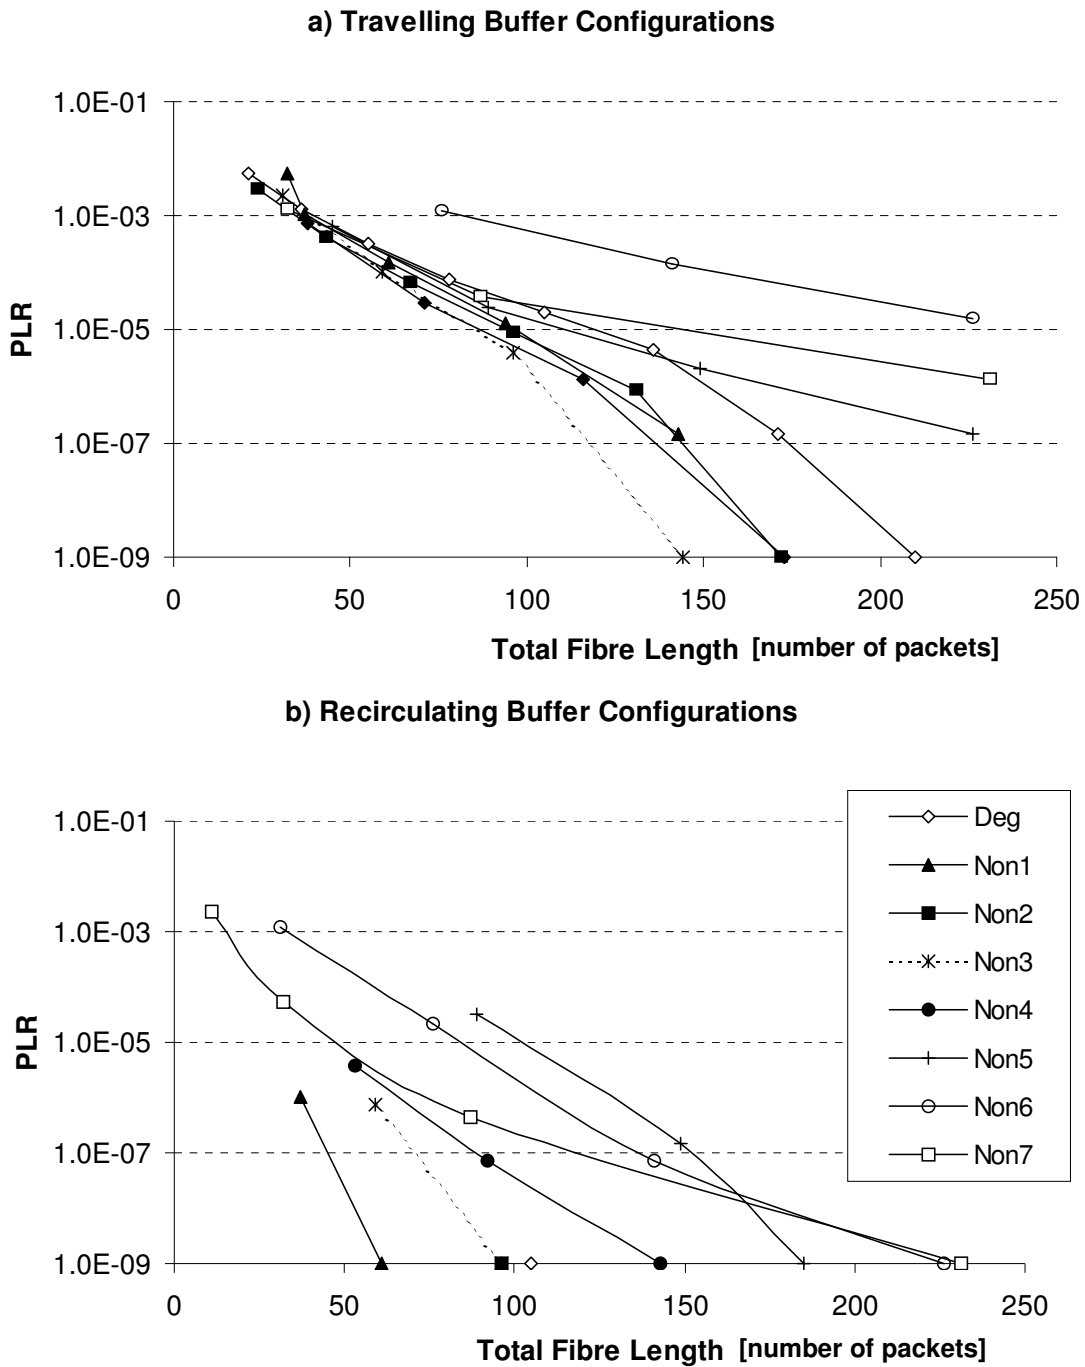 a) Travelling Buffer Configurations
1.0E-01
1.0E-03
1.0E-05
1.0E-07
1.0E-09
PLR
0 50 100 150 200 250
Total Fibre Length [number of packets]
b) Recirculating Buffer Configurations
1.0E-01
1.0E-03
1.0E-05
1.0E-07
1.0E-09
PLR
0 50 100 150 200 250
Total Fibre Length [number of packets]
Deg
Non1
Non2
Non3
Non4
Non5
Non6
Non7